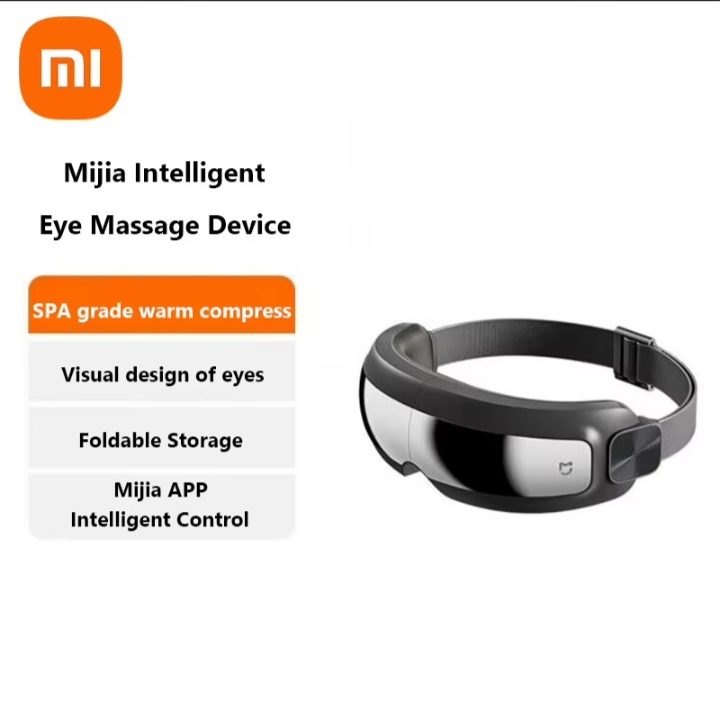 mi
Mijia Intelligent
Eye Massage Device
SPA grade warm compress
Visual design of eyes
Foldable Storage
Mijia APP
Intelligent Control